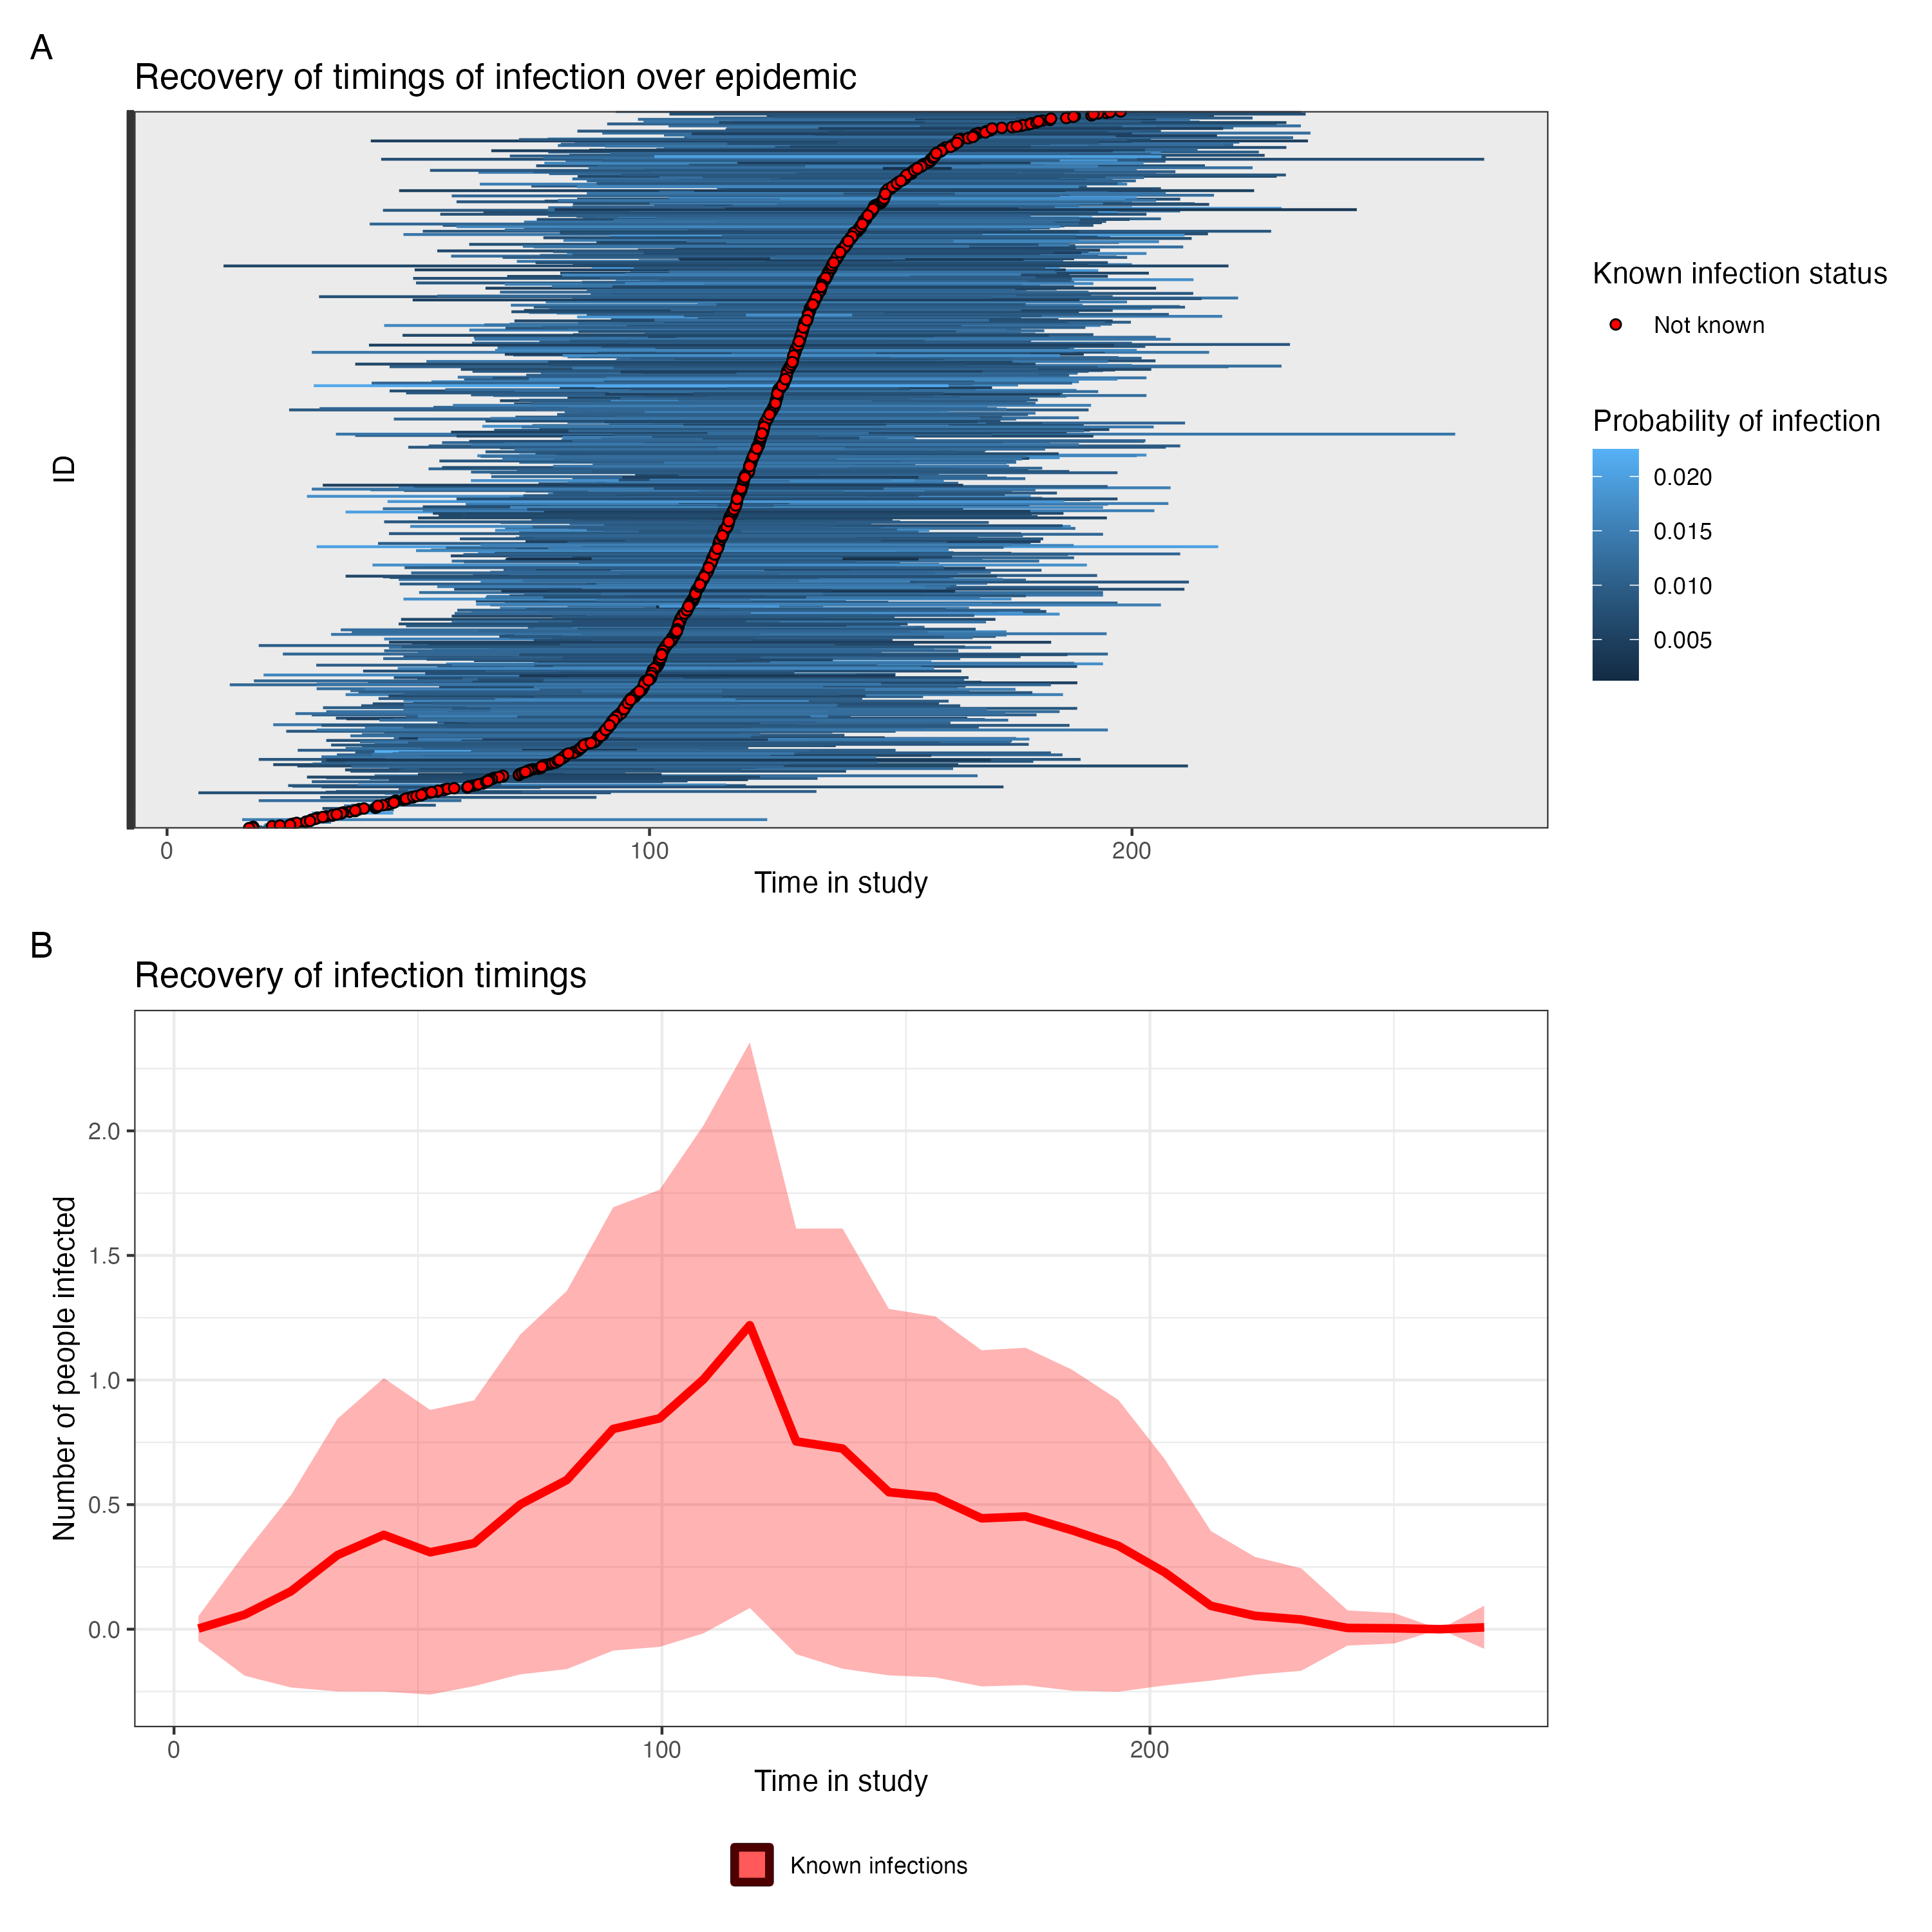 A
Recovery of timings of infection over epidemic
ID
0 100 200
Time in study
Known infection status
Not known
Probability of infection
0.020
0.015
0.010
0.005
B
Recovery of infection timings
Number of people infected
2.0
1.5
1.0
0.5
0.0
0 100 200
Time in study
Known infections